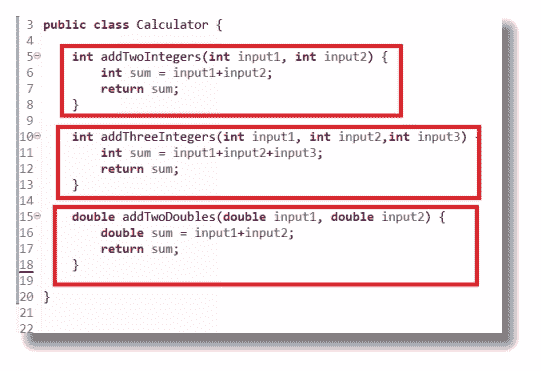 3 public class Calculator {
4
5 int addTwoIntegers(int input1, int input2) {
6 int sum = input1+input2;
7 return sum;
8 }
9
10 int addThreeIntegers(int input1, int input2,int input3) {
11 int sum = input1+input2+input3;
12 return sum;
13 }
14
15 double addTwoDoubles(double input1, double input2) {
16 double sum = input1+input2;
17 return sum;
18 }
19
20 }
21
22